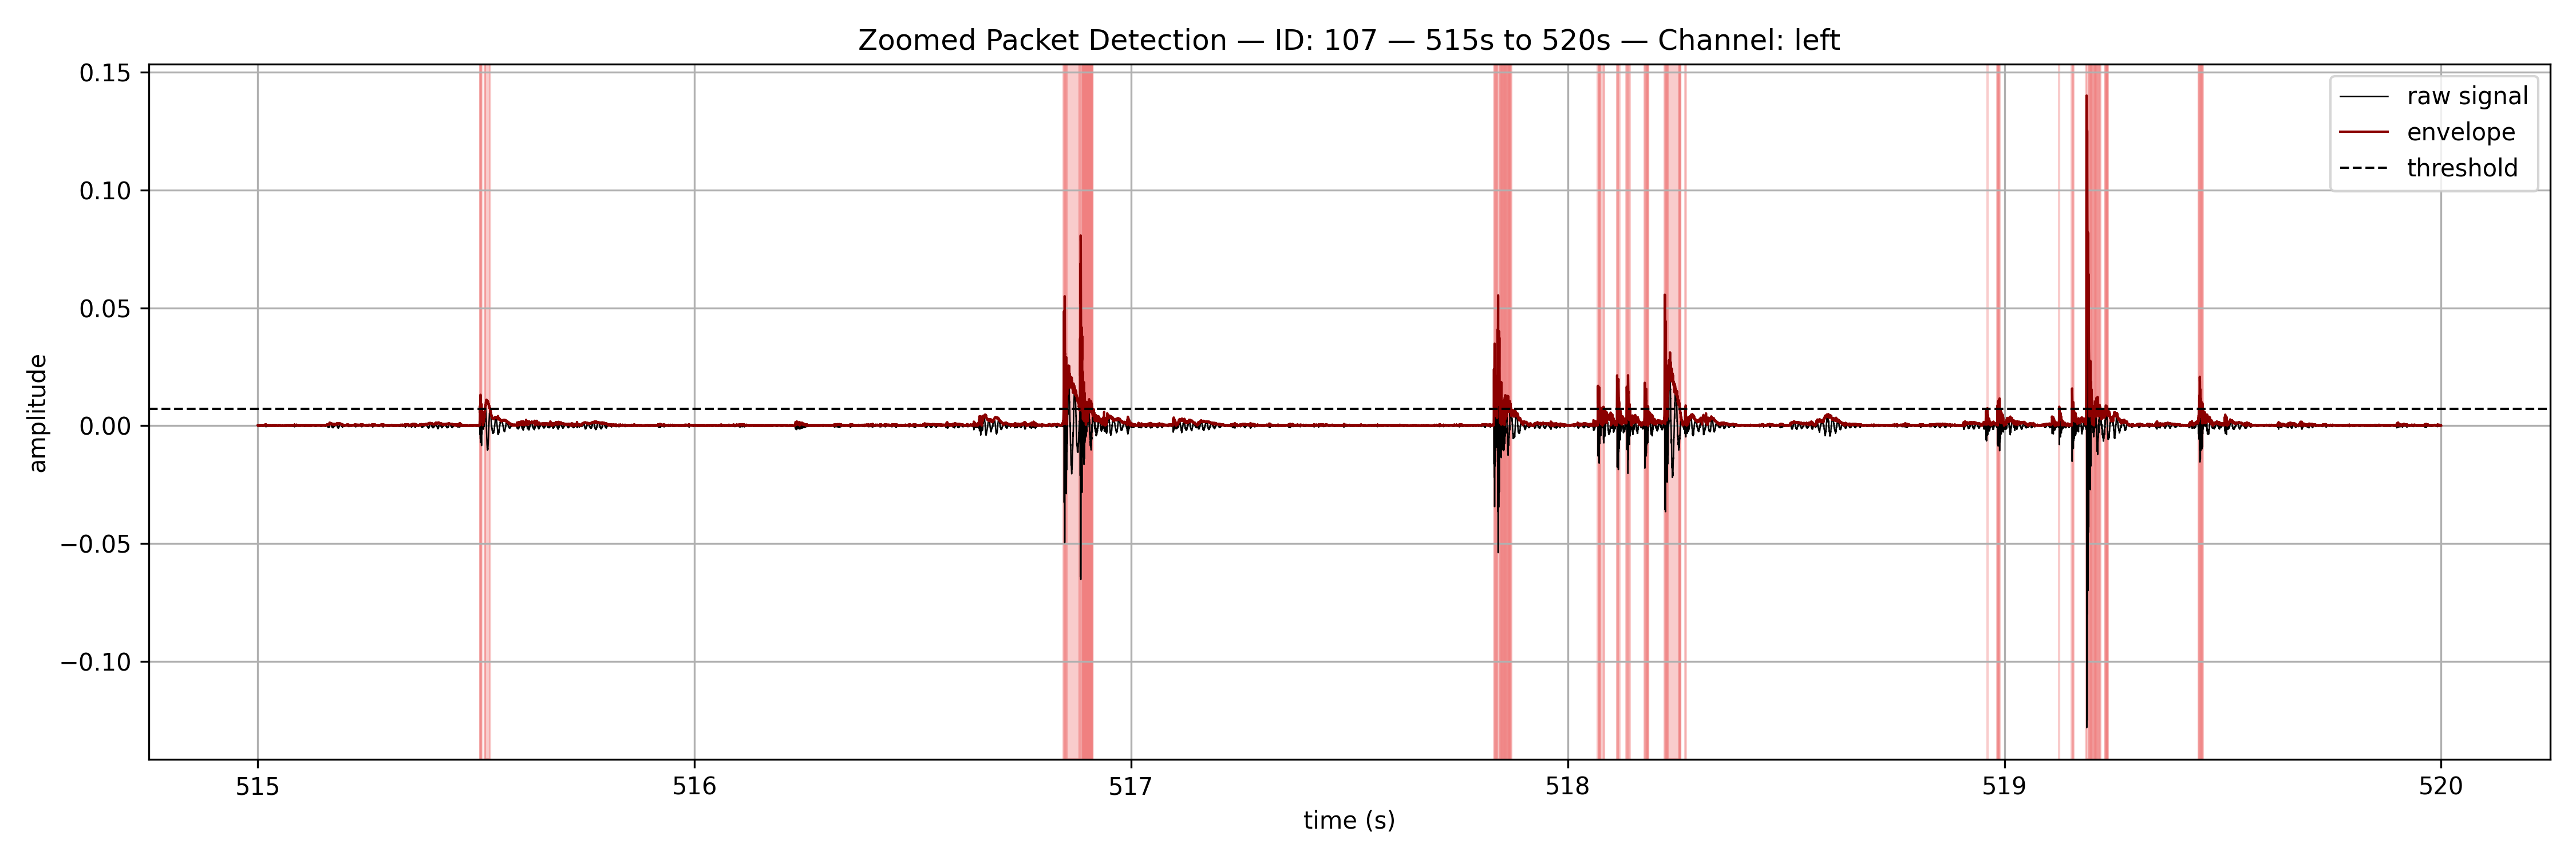 Zoomed Packet Detection — ID: 107 — 515s to 520s — Channel: left
0.15
0.10
0.05
0.00
−0.05
−0.10
amplitude
raw signal
envelope
threshold
515
516
517
518
519
520
time (s)